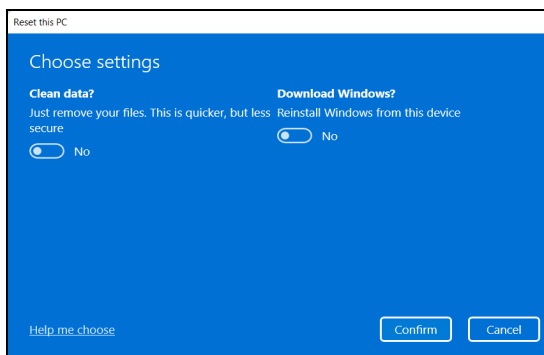 Reset this PC
Choose settings
Clean data?
Just remove your files. This is quicker, but less
secure
No
Download Windows?
Reinstall Windows from this device
No
Help me choose
Confirm
Cancel